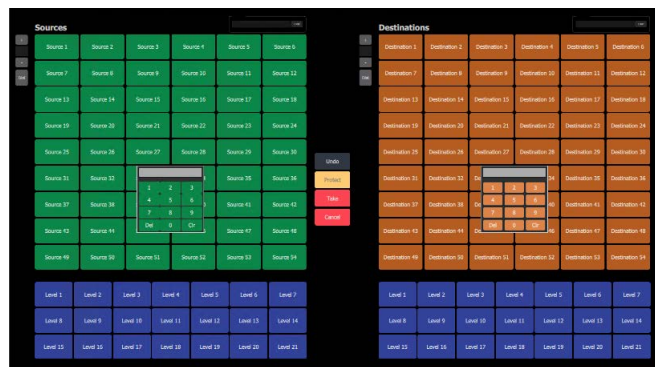 Sources
Source 1 Source 2 Source 3 Source 4 Source 5 Source 6
Source 7 Source 8 Source 9 Source 10 Source 11 Source 12
Source 13 Source 14 Source 15 Source 16 Source 17 Source 18
Source 19 Source 20 Source 21 Source 22 Source 23 Source 24
Source 25 Source 26 Source 27 Source 28 Source 29 Source 30
Source 31 Source 32 Source 35 Source 36
Source 37 Source 38 Source 41 Source 42
Source 43 Source 44 Source 47 Source 48
Source 49 Source 50 Source 51 Source 52 Source 53 Source 54
1 2 3
4 5 6
7 8 9
Del 0 Clr
Level 1 Level 2 Level 3 Level 4 Level 5 Level 6 Level 7
Level 8 Level 9 Level 10 Level 11 Level 12 Level 13 Level 14
Level 15 Level 16 Level 17 Level 18 Level 19 Level 20 Level 21
Undo
Protect
Take
Cancel
Destinations
Destination 1 Destination 2 Destination 3 Destination 4 Destination 5 Destination 6
Destination 7 Destination 8 Destination 9 Destination 10 Destination 11 Destination 12
Destination 13 Destination 14 Destination 15 Destination 16 Destination 17 Destination 18
Destination 19 Destination 20 Destination 21 Destination 22 Destination 23 Destination 24
Destination 25 Destination 26 Destination 27 Destination 28 Destination 29 Destination 30
Destination 31 Destination 32 De 34 Destination 35 Destination 36
Destination 37 Destination 38 De 40 Destination 41 Destination 42
Destination 43 Destination 44 De 46 Destination 47 Destination 48
Destination 49 Destination 50 Destination 51 Destination 52 Destination 53 Destination 54
1 2 3
4 5 6
7 8 9
Del 0 Clr
Level 1 Level 2 Level 3 Level 4 Level 5 Level 6 Level 7
Level 8 Level 9 Level 10 Level 11 Level 12 Level 13 Level 14
Level 15 Level 16 Level 17 Level 18 Level 19 Level 20 Level 21